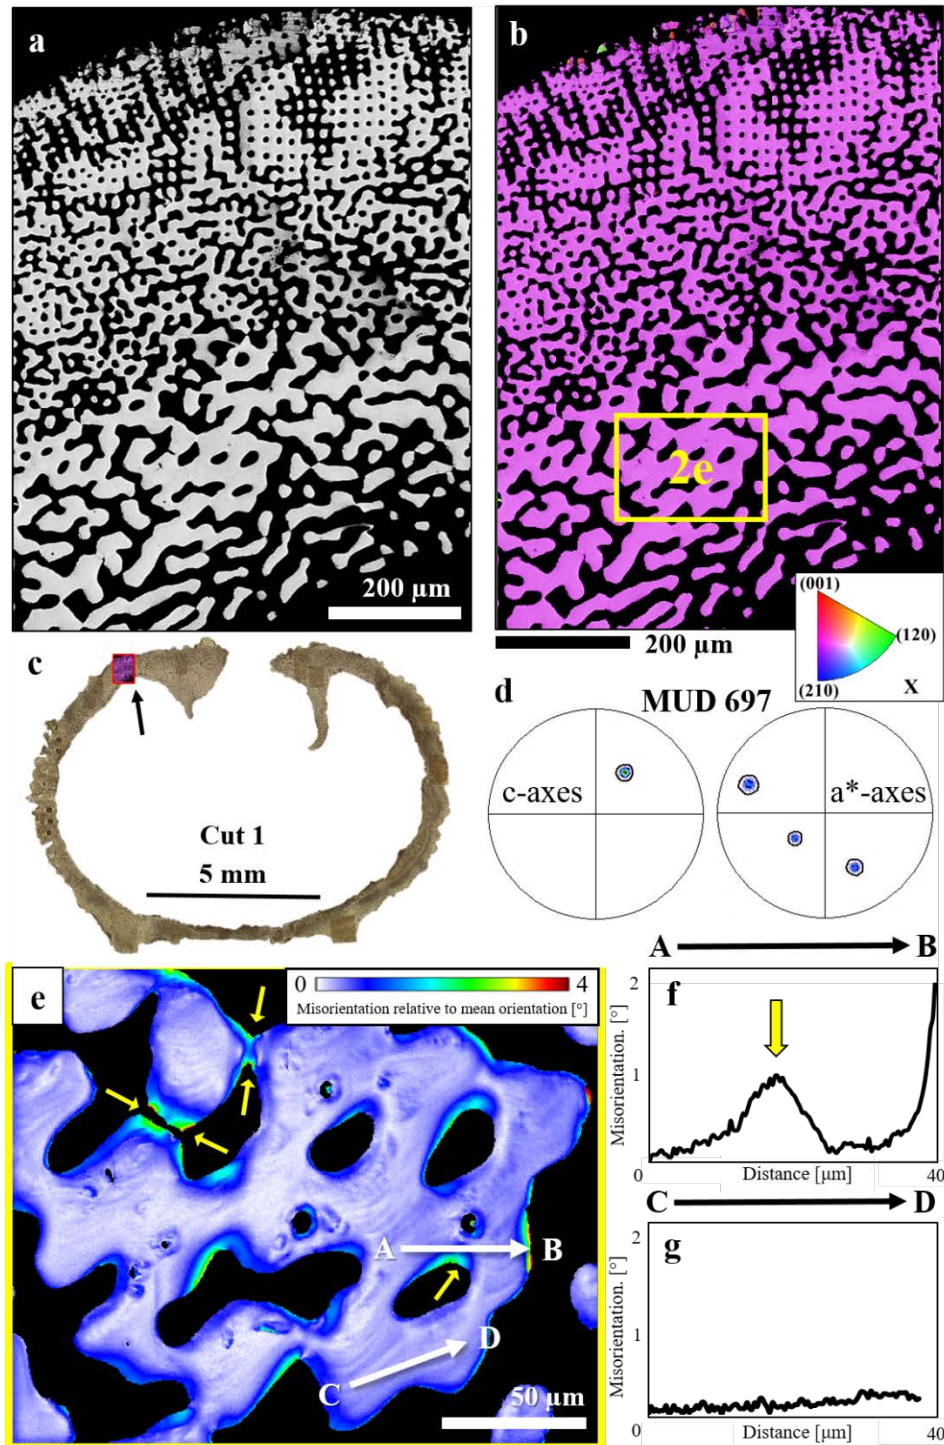 a
b
2e
200 µm
200 µm
(001)
(120)
(210)
X
c
Cut 1
5 mm
d
MUD 697
c-axes
a*-axes
A
B
e
0
4
Misorientation relative to mean orientation [°]
A
B
C
D
50 µm
f
2
1
0
Misorientation. [°]
Distance [µm]
40
C
D
g
2
1
0
Misorientation. [°]
Distance [µm]
40